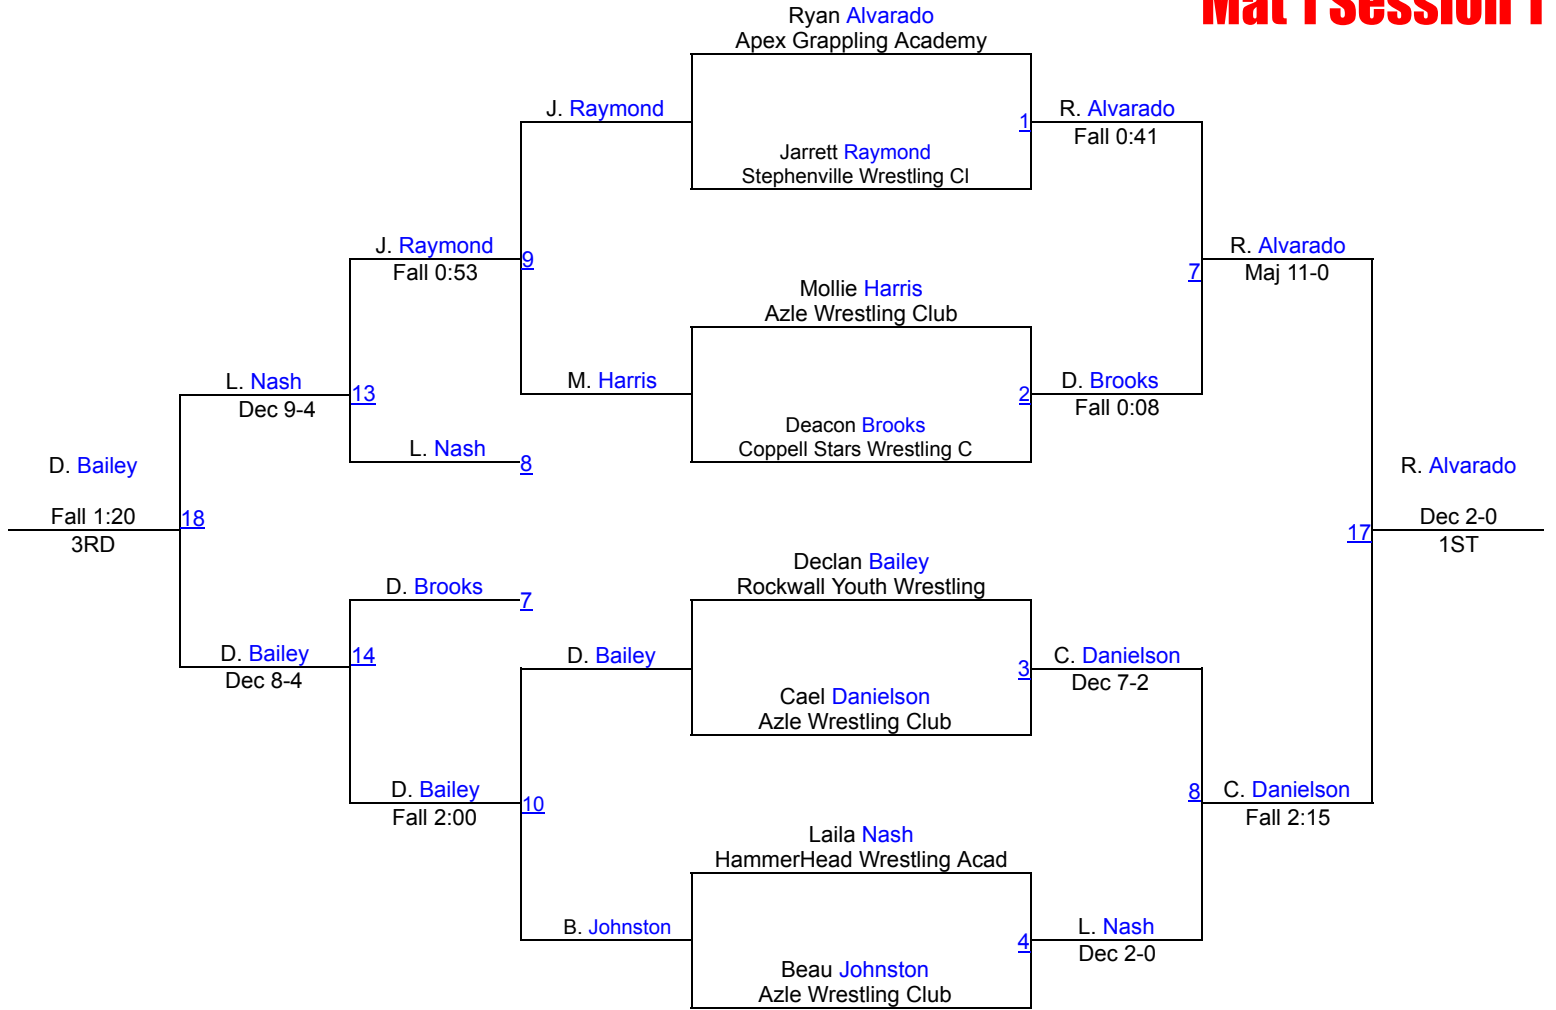 Mat 1 Session 1
Ryan Alvarado
Apex Grappling Academy
J. Raymond
1
R. Alvarado
Fall 0:41
Jarrett Raymond
Stephenville Wrestling Cl
J. Raymond
Fall 0:53
9
R. Alvarado
Maj 11-0
7
Mollie Harris
Azle Wrestling Club
L. Nash
Dec 9-4
13
M. Harris
2
D. Brooks
Fall 0:08
Deacon Brooks
Coppell Stars Wrestling C
L. Nash
8
D. Bailey
Fall 1:20
3RD
18
R. Alvarado
Dec 2-0
1ST
17
Declan Bailey
Rockwall Youth Wrestling
D. Brooks
7
D. Bailey
Dec 8-4
14
D. Bailey
3
C. Danielson
Dec 7-2
Cael Danielson
Azle Wrestling Club
D. Bailey
Fall 2:00
10
8
C. Danielson
Fall 2:15
Laila Nash
HammerHead Wrestling Acad
B. Johnston
4
L. Nash
Dec 2-0
Beau Johnston
Azle Wrestling Club